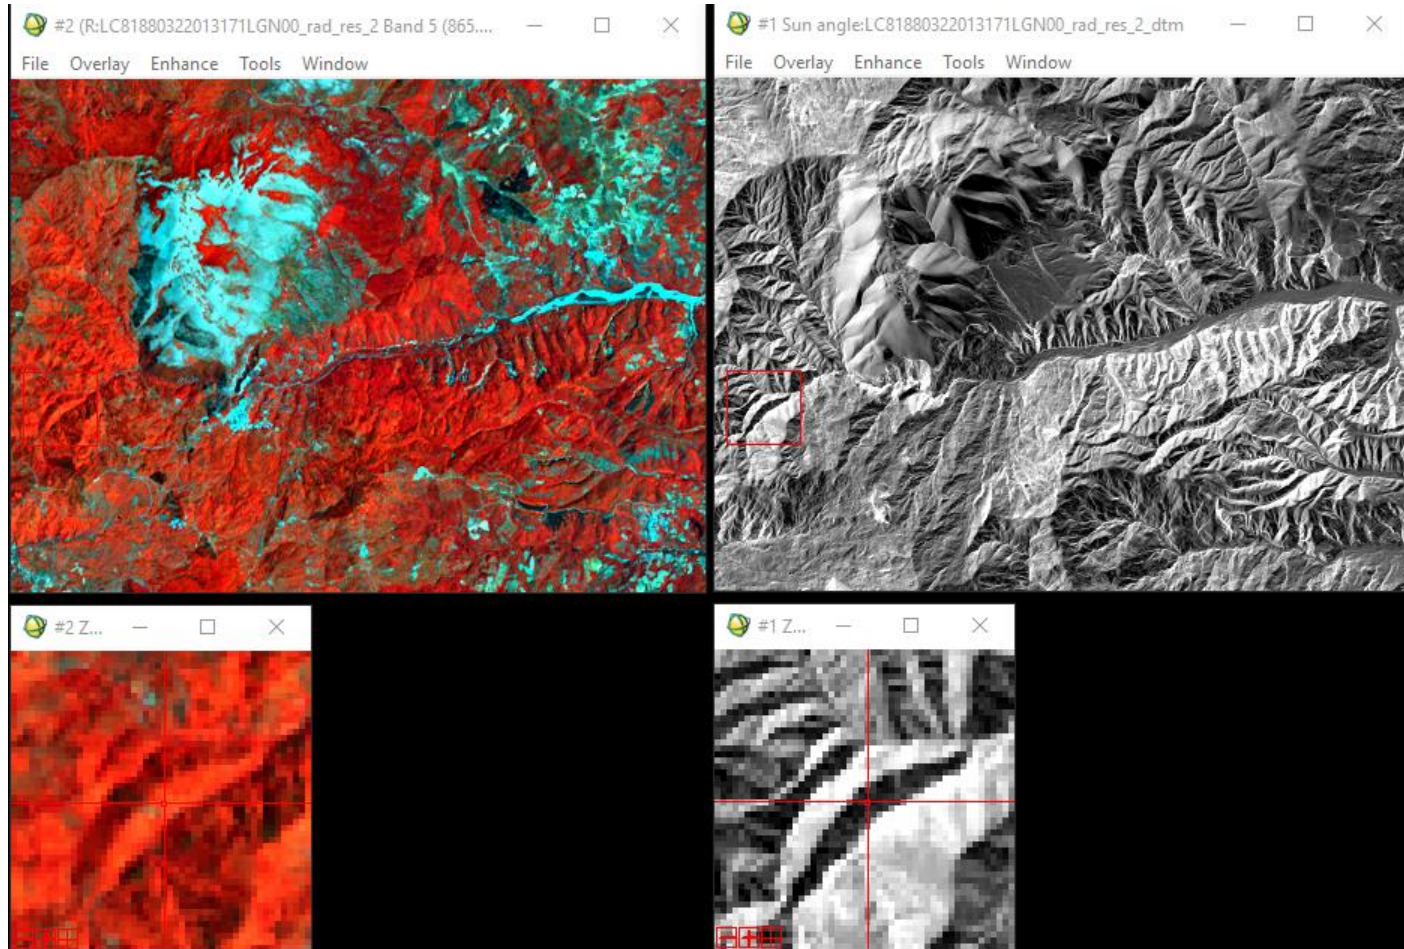 #2 (R:LC81880322013171LGN00_rad_res_2 Band 5 (865....
File Overlay Enhance Tools Window
#1 Sun angle:LC81880322013171LGN00_rad_res_2_dtm
File Overlay Enhance Tools Window
#2 Z...
#1 Z...